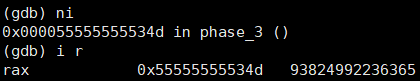 (gdb) ni
0x000055555555534d in phase_3 ()
(gdb) i r
rax            0x55555555534d   93824992236365